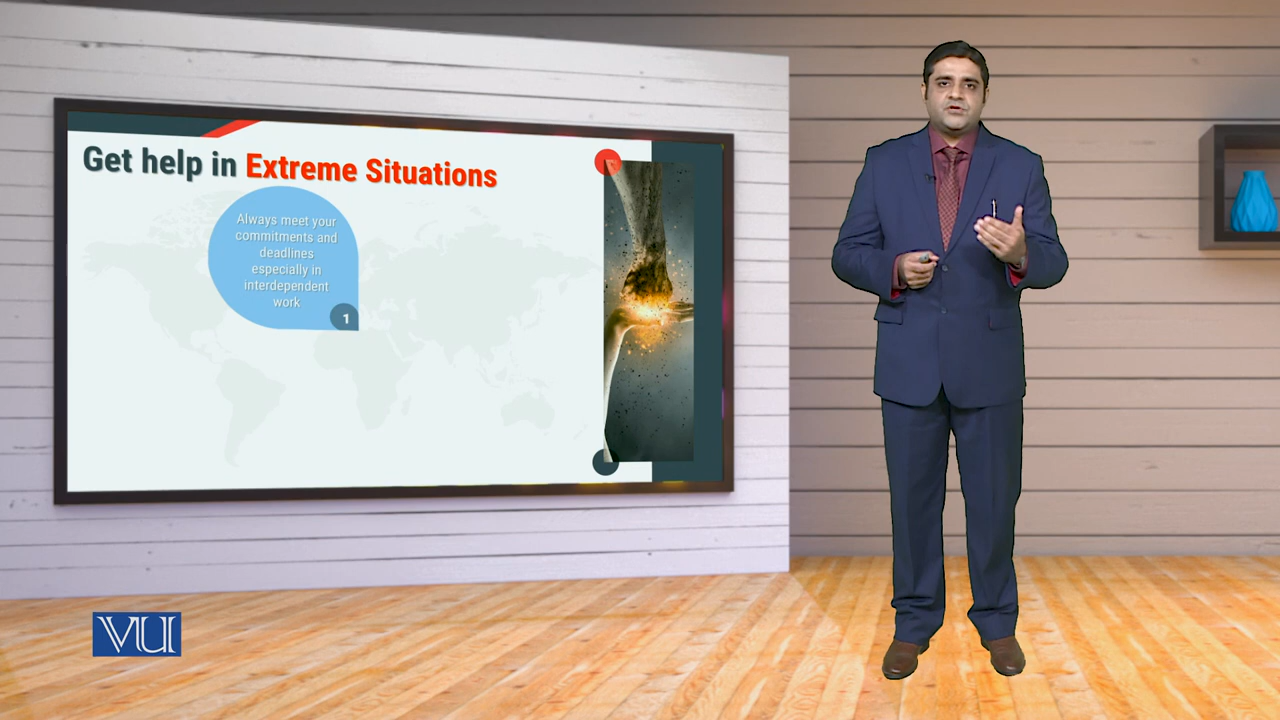 Get help in Extreme Situations
Always meet your
commitments and
deadlines
especially in
interdependent
work
1
VU